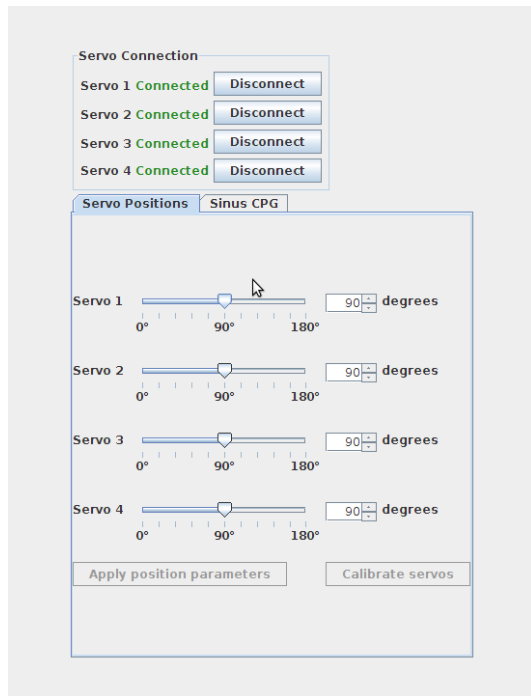 Servo Connection
Servo 1 Connected Disconnect
Servo 2 Connected Disconnect
Servo 3 Connected Disconnect
Servo 4 Connected Disconnect
Servo Positions Sinus CPG
Servo 1 90 degrees
0° 90° 180°
Servo 2 90 degrees
0° 90° 180°
Servo 3 90 degrees
0° 90° 180°
Servo 4 90 degrees
0° 90° 180°
Apply position parameters Calibrate servos